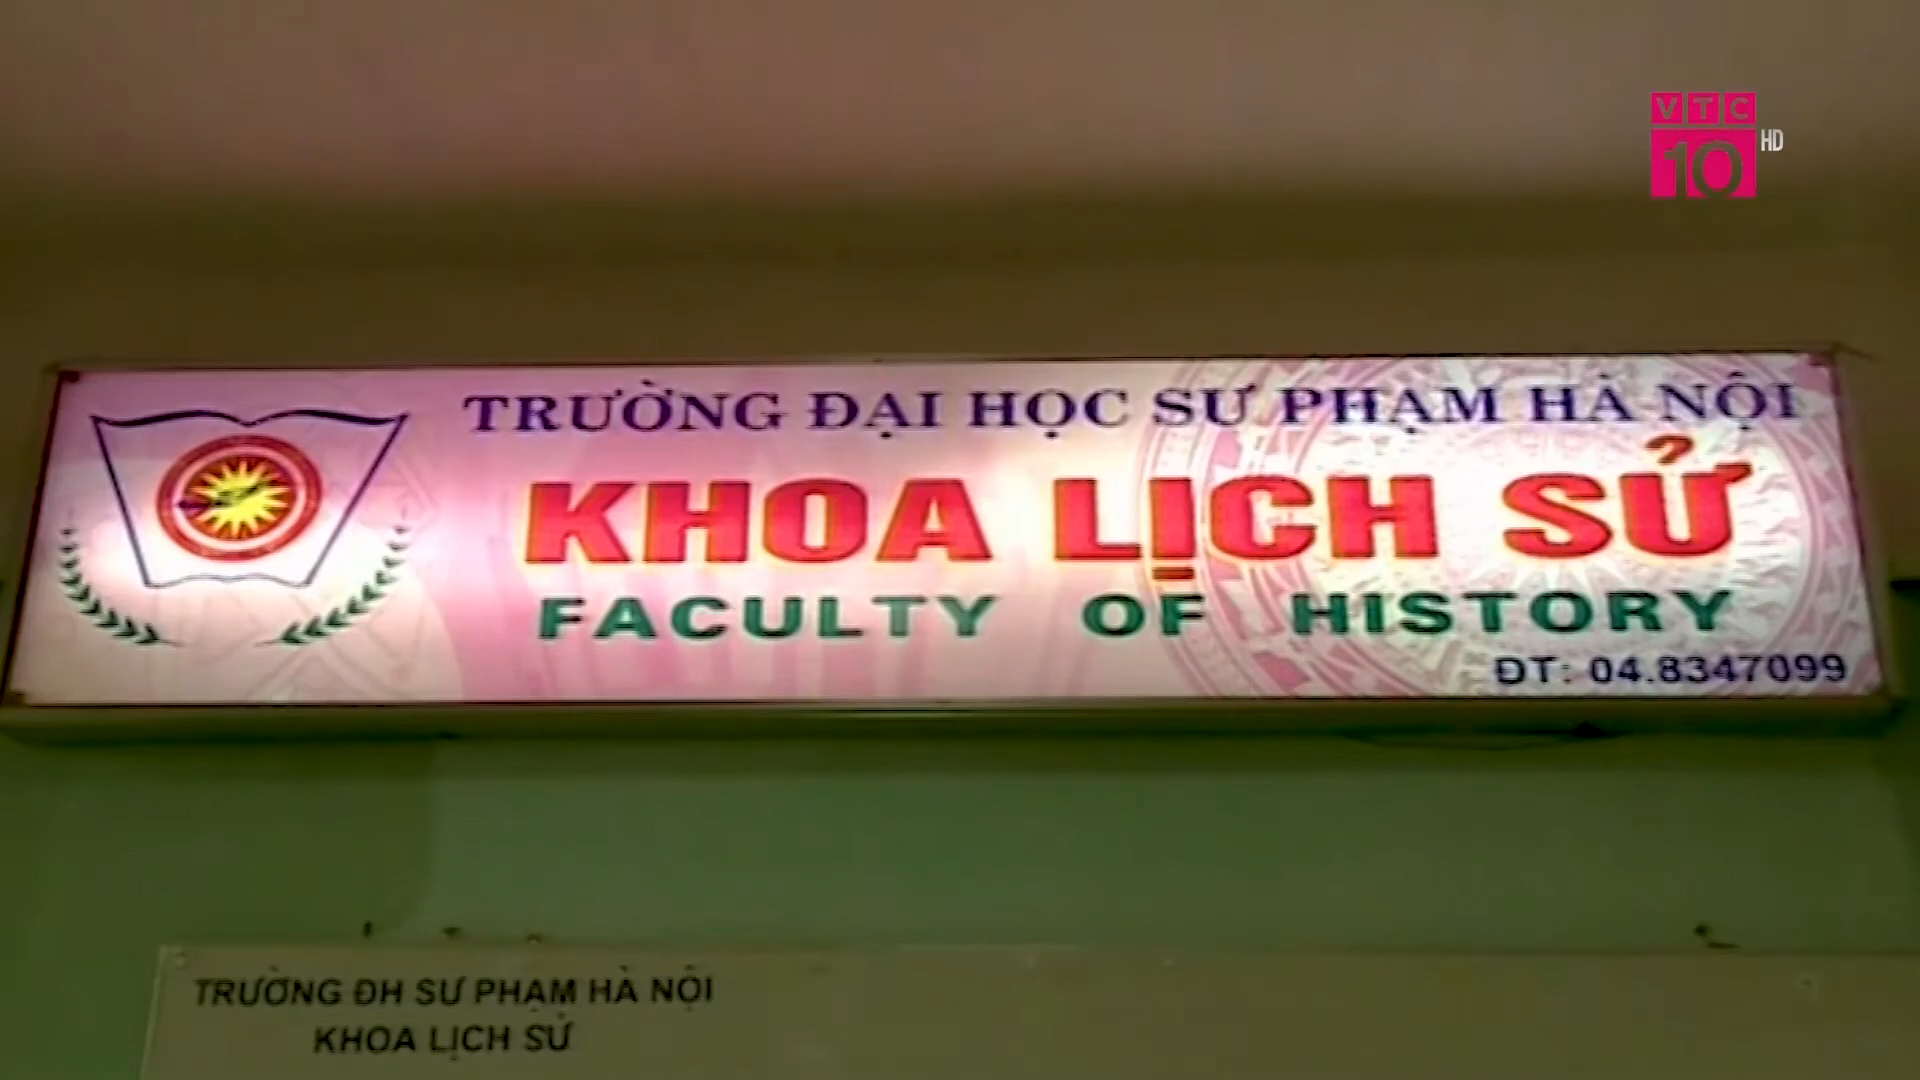 VTC
10 HD
TRƯỜNG ĐẠI HỌC SƯ PHẠM HÀ NỘI
KHOA LỊCH SỬ
FACULTY OF HISTORY
ĐT: 04.8347099
TRƯỜNG ĐH SƯ PHẠM HÀ NỘI
KHOA LỊCH SỬ